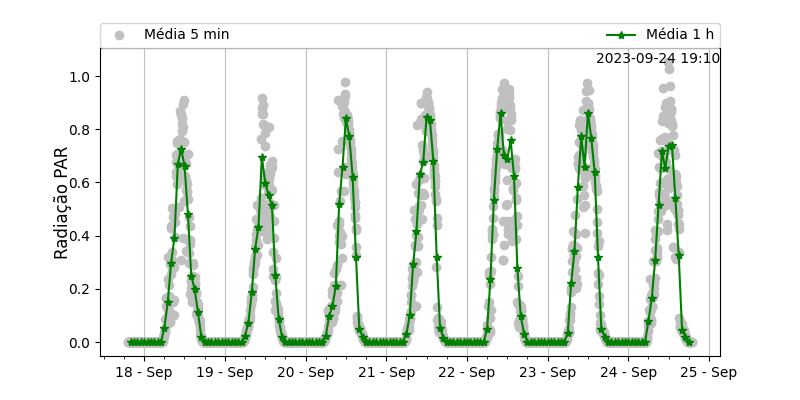 Média 5 min
Média 1 h
2023-09-24 19:10
Radiação PAR
1.0
0.8
0.6
0.4
0.2
0.0
18 - Sep
19 - Sep
20 - Sep
21 - Sep
22 - Sep
23 - Sep
24 - Sep
25 - Sep